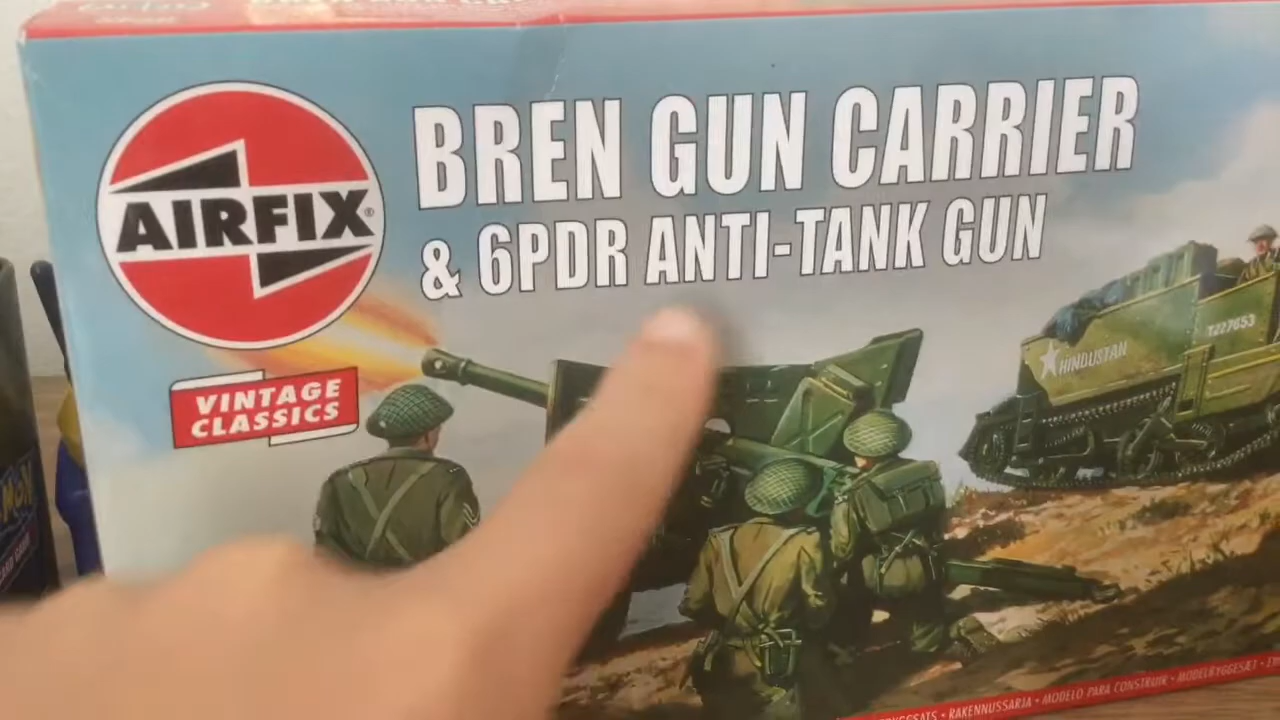 BREN GUN CARRIER
& 6PDR ANTI-TANK GUN
AIRFIX®
VINTAGE
CLASSICS
T227653
HINDUSTAN
RAKENNUSSARJA • MODELO PARA CONSTRUIR • MODELBYGGESÆT